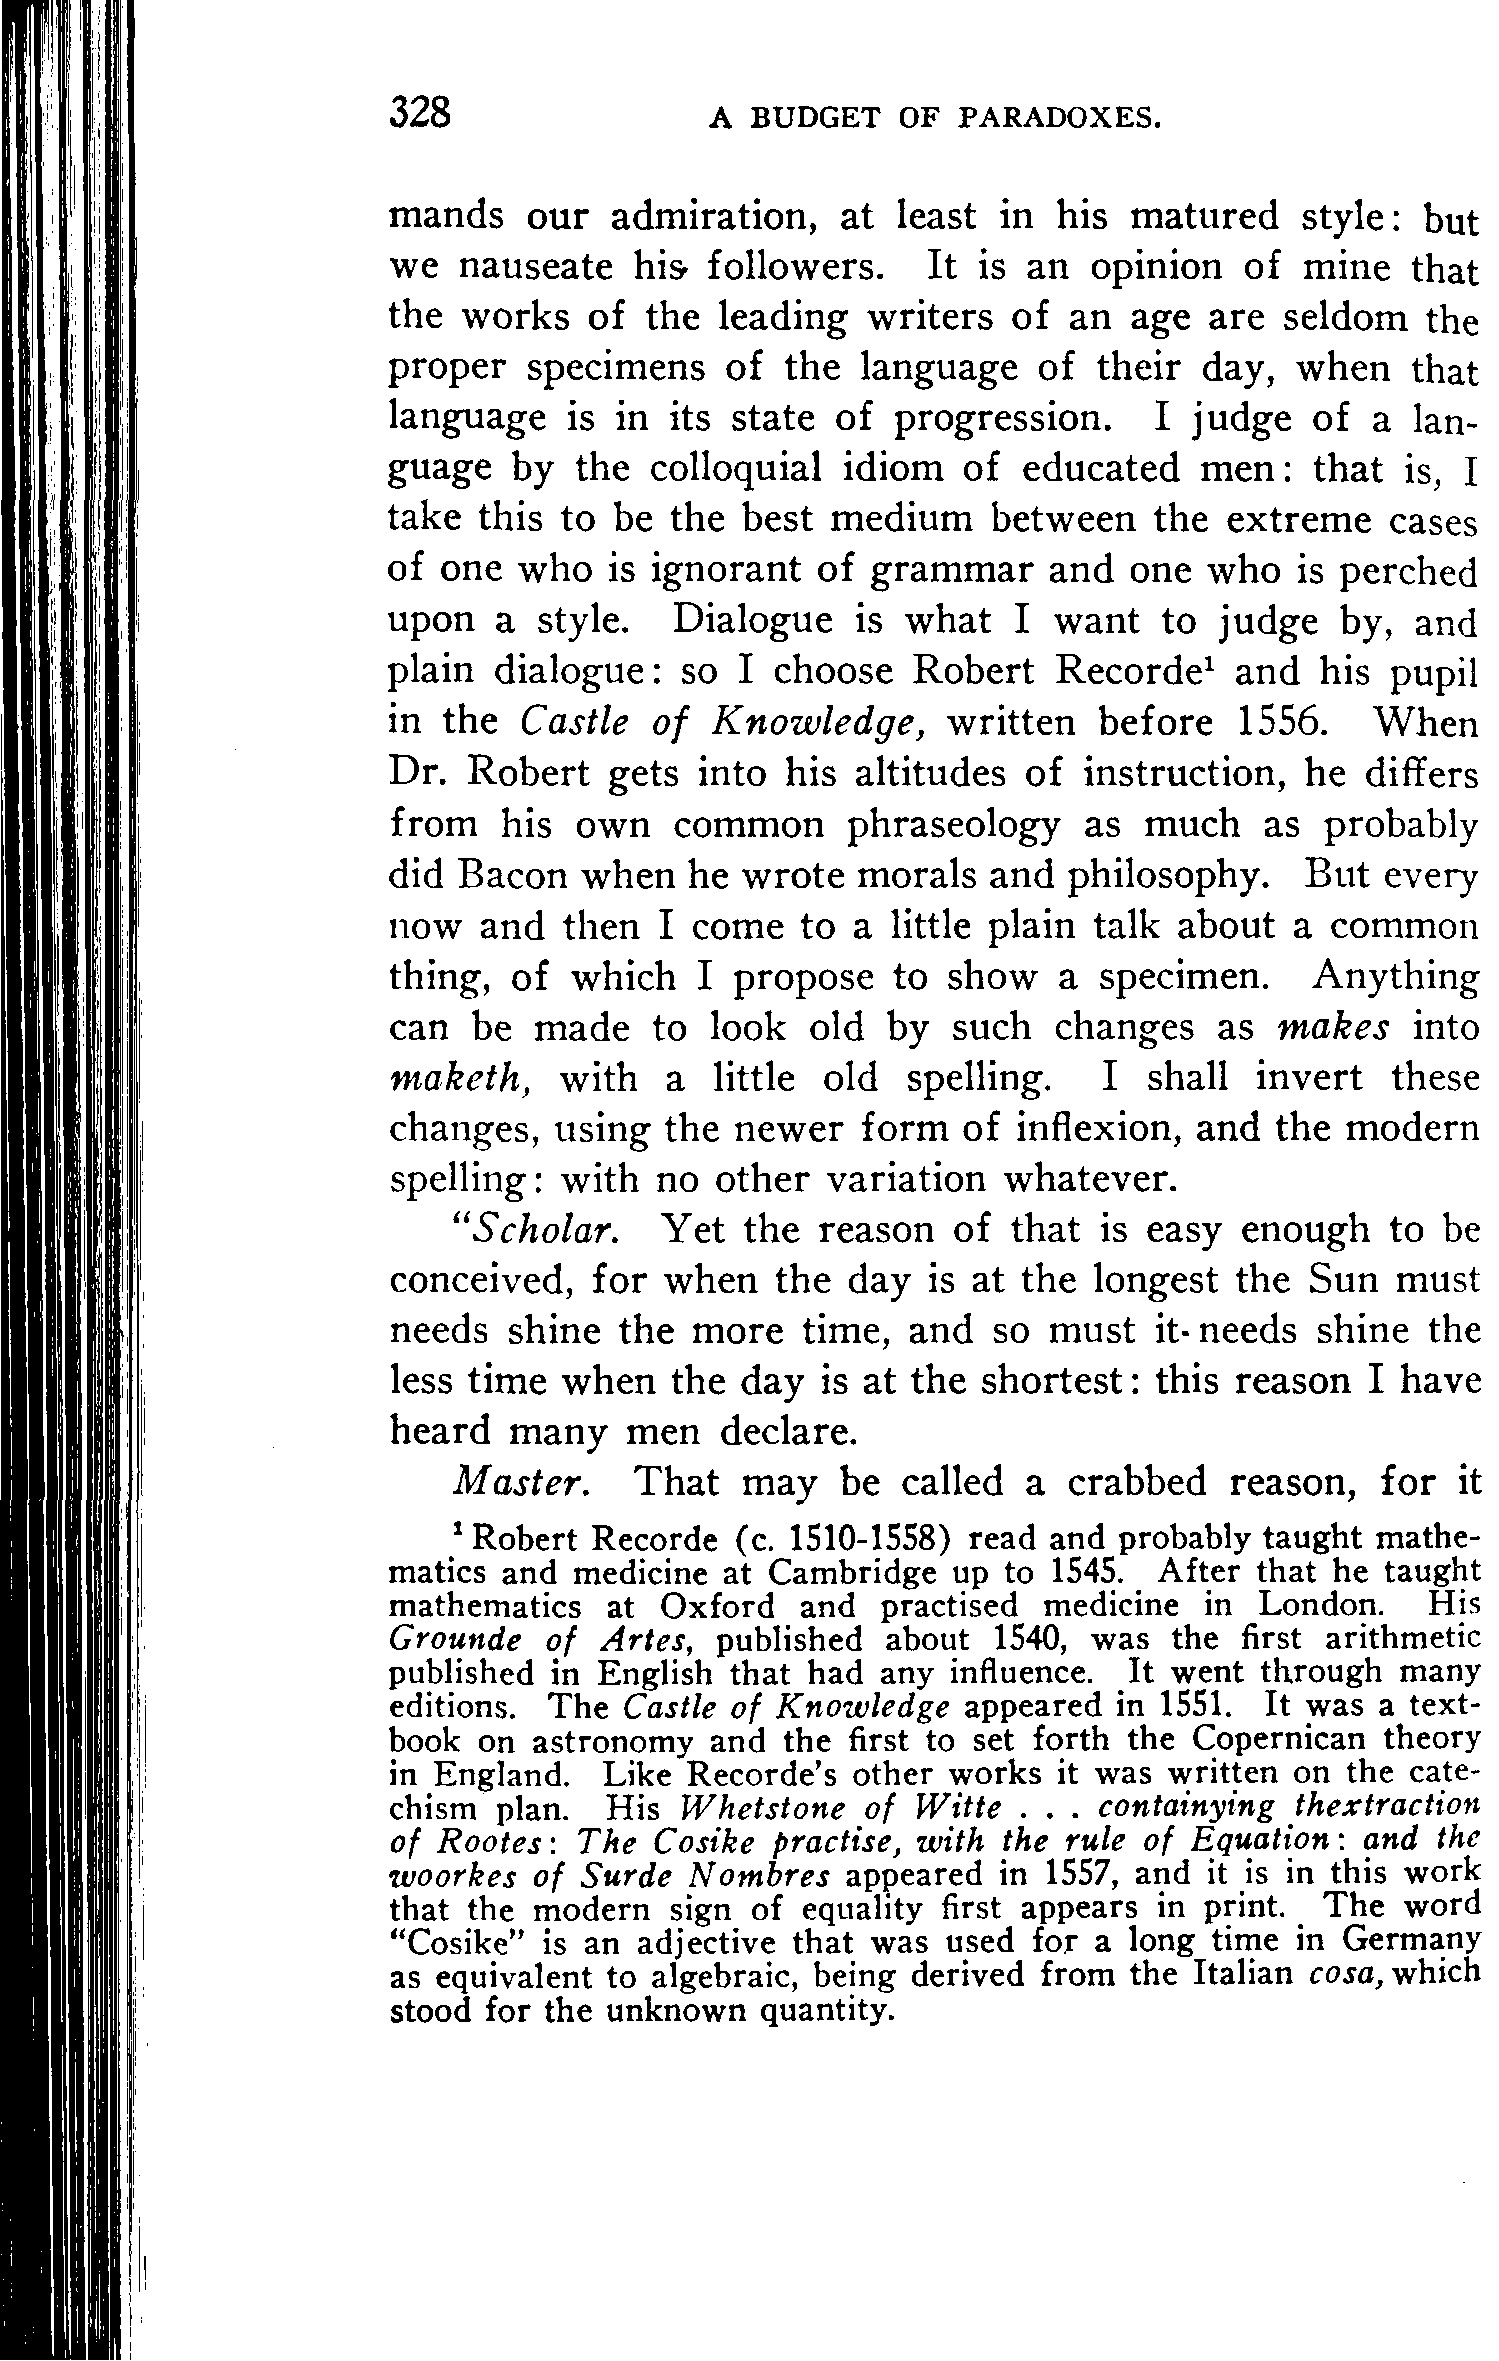 328 A BUDGET OF PARADOXES.
mands our admiration, at least in his matured style: but
we nauseate his followers. It is an opinion of mine that
the works of the leading writers of an age are seldom the
proper specimens of the language of their day, when that
language is in its state of progression. I judge of a lan-
guage by the colloquial idiom of educated men: that is, I
take this to be the best medium between the extreme cases
of one who is ignorant of grammar and one who is perched
upon a style. Dialogue is what I want to judge by, and
plain dialogue: so I choose Robert Recorde¹ and his pupil
in the Castle of Knowledge, written before 1556. When
Dr. Robert gets into his altitudes of instruction, he differs
from his own common phraseology as much as probably
did Bacon when he wrote morals and philosophy. But every
now and then I come to a little plain talk about a common
thing, of which I propose to show a specimen. Anything
can be made to look old by such changes as makes into
maketh, with a little old spelling. I shall invert these
changes, using the newer form of inflexion, and the modern
spelling: with no other variation whatever.
"Scholar. Yet the reason of that is easy enough to be
conceived, for when the day is at the longest the Sun must
needs shine the more time, and so must it needs shine the
less time when the day is at the shortest: this reason I have
heard many men declare.
Master. That may be called a crabbed reason, for it
¹ Robert Recorde (c. 1510-1558) read and probably taught mathe-
matics and medicine at Cambridge up to 1545. After that he taught
mathematics at Oxford and practised medicine in London. His
Grounde of Artes, published about 1540, was the first arithmetic
published in English that had any influence. It went through many
editions. The Castle of Knowledge appeared in 1551. It was a text-
book on astronomy and the first to set forth the Copernican theory
in England. Like Recorde's other works it was written on the cate-
chism plan. His Whetstone of Witte . . . containying thextraction
of Rootes: The Cosike practise, with the rule of Equation: and the
woorkes of Surde Nombres appeared in 1557, and it is in this work
that the modern sign of equality first appears in print. The word
"Cosike" is an adjective that was used for a long time in Germany
as equivalent to algebraic, being derived from the Italian cosa, which
stood for the unknown quantity.